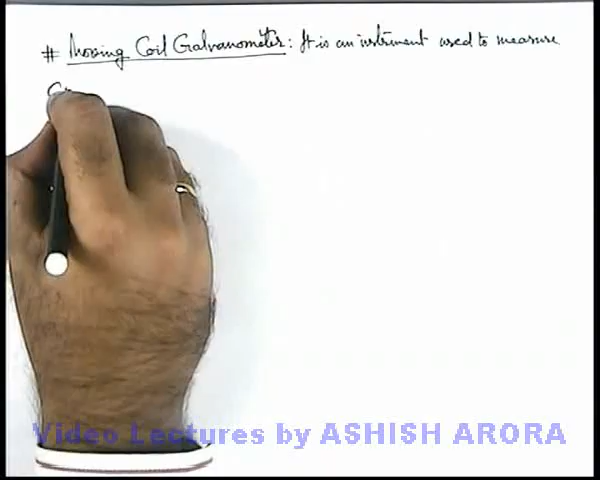 # Moving Coil Galvanometer : It is an instrument used to measure
Video Lectures by ASHISH ARORA